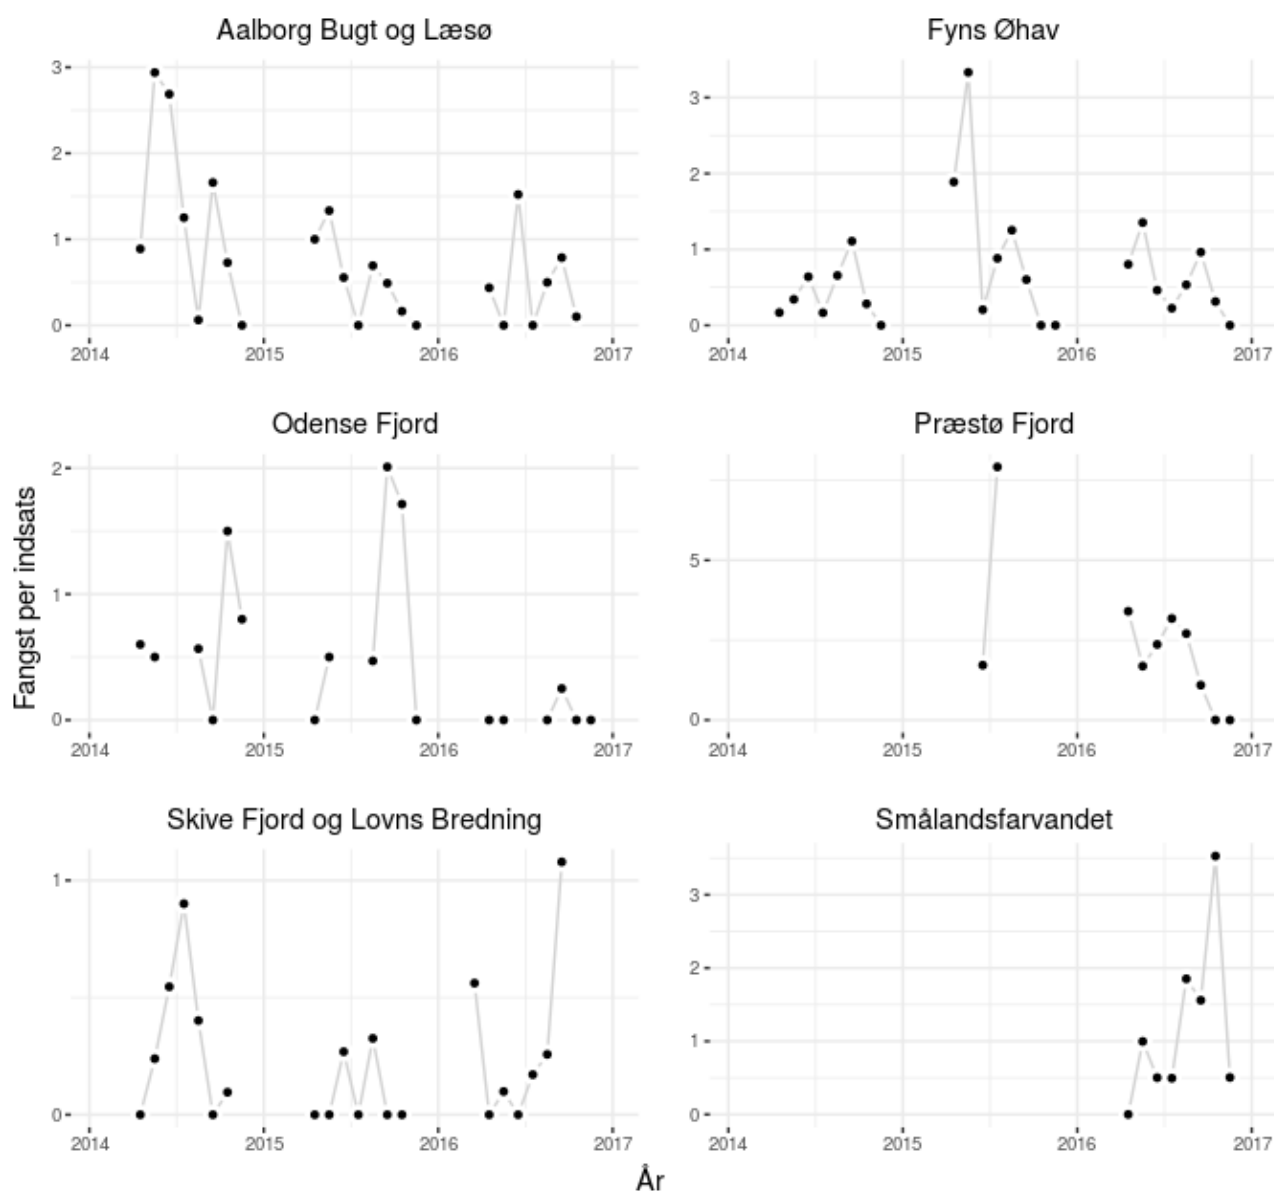 Aalborg Bugt og Læsø
3
2
1
0
2014 2015 2016 2017
Fyns Øhav
3
2
1
0
2014 2015 2016 2017
Odense Fjord
2
1
0
2014 2015 2016 2017
Præstø Fjord
5
0
2014 2015 2016 2017
Skive Fjord og Lovns Bredning
1
0
2014 2015 2016 2017
Smålandsfarvandet
3
2
1
0
2014 2015 2016 2017
Fangst per indsats
År